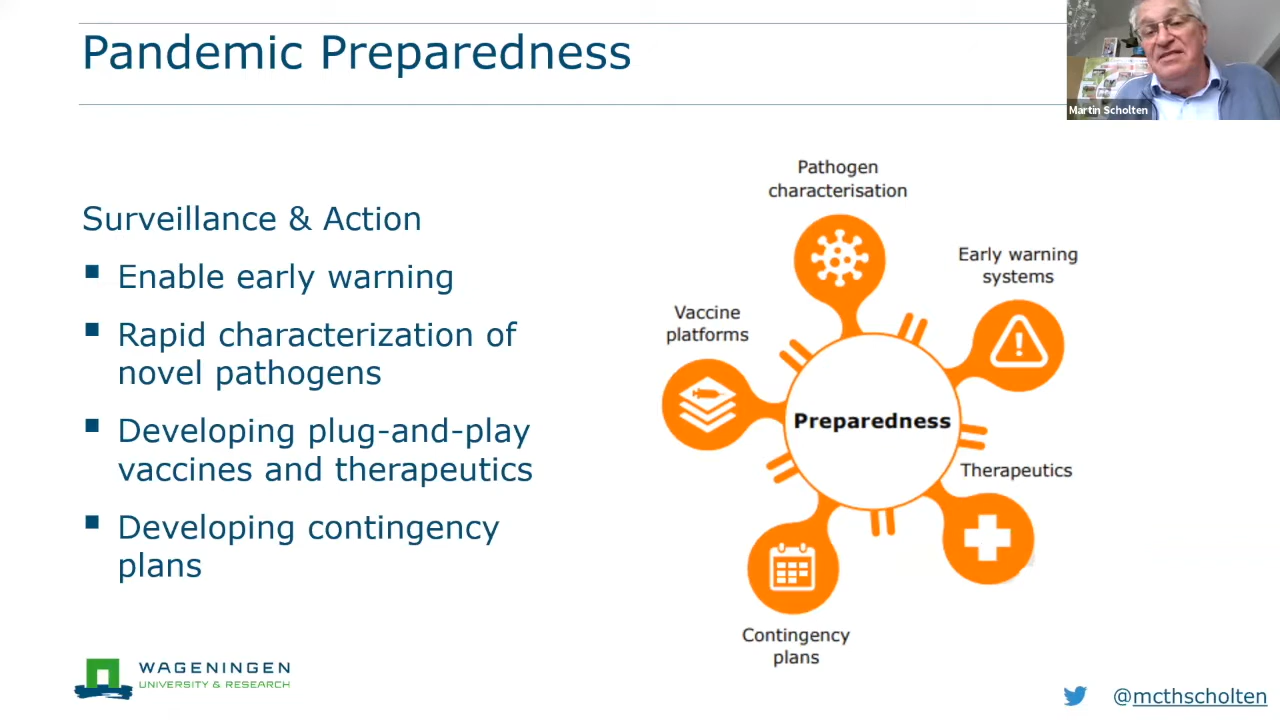 Pandemic Preparedness
Martin Scholten
Surveillance & Action
Enable early warning
Rapid characterization of
novel pathogens
Developing plug-and-play
vaccines and therapeutics
Developing contingency
plans
Pathogen
characterisation
Early warning
systems
Vaccine
platforms
Preparedness
Therapeutics
Contingency
plans
WAGENINGEN
UNIVERSITY & RESEARCH
@mcthscholten